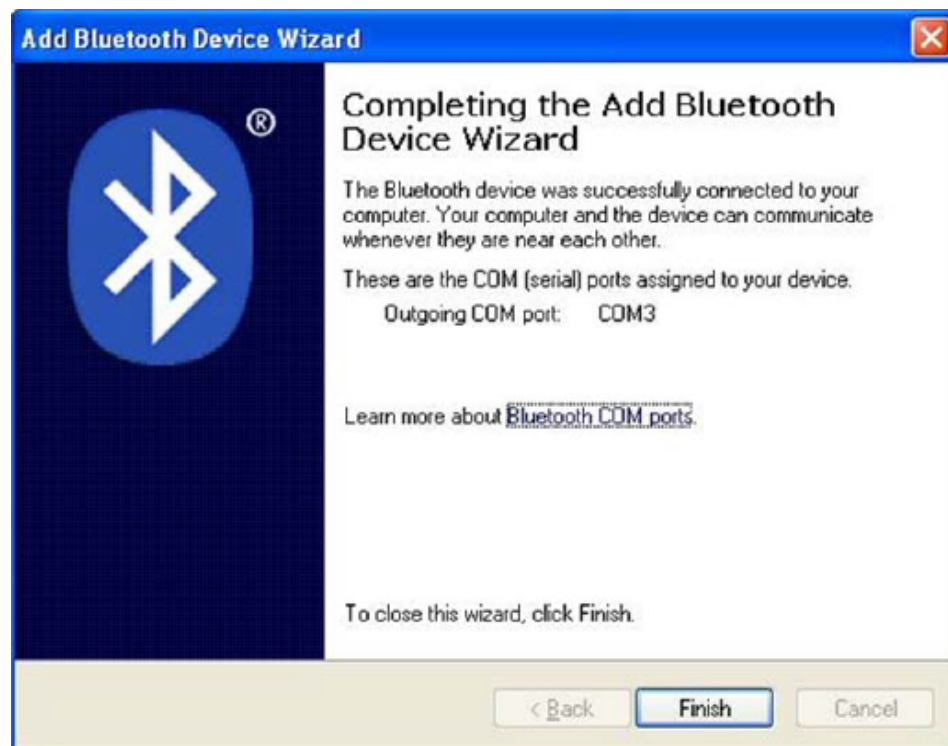 Add Bluetooth Device Wizard
®
Completing the Add Bluetooth
Device Wizard
The Bluetooth device was successfully connected to your
computer. Your computer and the device can communicate
whenever they are near each other.
These are the COM (serial) ports assigned to your device.
Outgoing COM port: COM3
Learn more about Bluetooth COM ports.
To close this wizard, click Finish.
< Back Finish Cancel